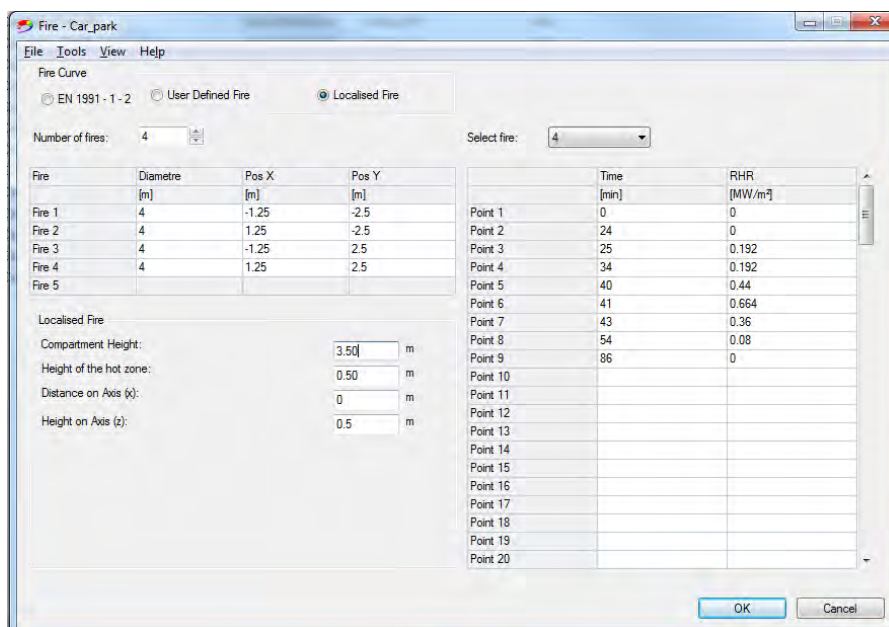 Fire - Car_park
File Tools View Help
Fire Curve
EN 1991 - 1 - 2 User Defined Fire Localised Fire
Number of fires: 4
Select fire: 4
Fire Diametre Pos X Pos Y
[m] [m] [m]
Fire 1 4 -1.25 -2.5
Fire 2 4 1.25 -2.5
Fire 3 4 -1.25 2.5
Fire 4 4 1.25 2.5
Fire 5
Localised Fire
Compartment Height: 3.50 m
Height of the hot zone: 0.50 m
Distance on Axis (x): 0 m
Height on Axis (z): 0.5 m
Time RHR
[min] [MW/m²]
Point 1 0 0
Point 2 24 0
Point 3 25 0.192
Point 4 34 0.192
Point 5 40 0.44
Point 6 41 0.664
Point 7 43 0.36
Point 8 54 0.08
Point 9 86 0
Point 10
Point 11
Point 12
Point 13
Point 14
Point 15
Point 16
Point 17
Point 18
Point 19
Point 20
OK Cancel